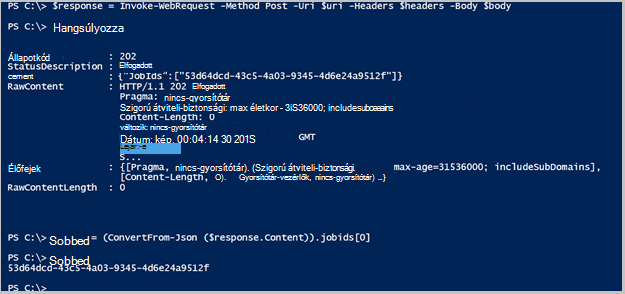 PS C:\> $response = Invoke-WebRequest -Method Post -Uri $uri -Headers $headers -Body $body
PS C:\> Hangsúlyozza
Állapotkód : 202
StatusDescription : Elfogadott
cement : {"JobIds":["53d64dcd-43c5-4a03-9345-4d6e24a9512f"]}
RawContent : HTTP/1.1 202 Elfogadott
Pragma: nincs-gyorsítótár
Szigorú átviteli-biztonsági: max életkor - 3iS36000; includesubdomains
Content-Length: 0
változik: nincs-gyorsítótár
Dátum: kép, 00:04:14 30 201S GMT
S...
Élőfejek : {[Pragma, nincs-gyorsítótár). (Szigorú átviteli-biztonsági. max-age=31536000; includeSubDomains],
[Content-Length, O). Gyorsítótár-vezérlők, nincs-gyorsítótár) ...}
RawContentLength : 0
PS C:\> Sobbed = (ConvertFrom-Json ($response.Content)).jobids[0]
PS C:\> Sobbed
53d64dcd-43c5-4a03-9345-4d6e24a9512f
PS C:\>